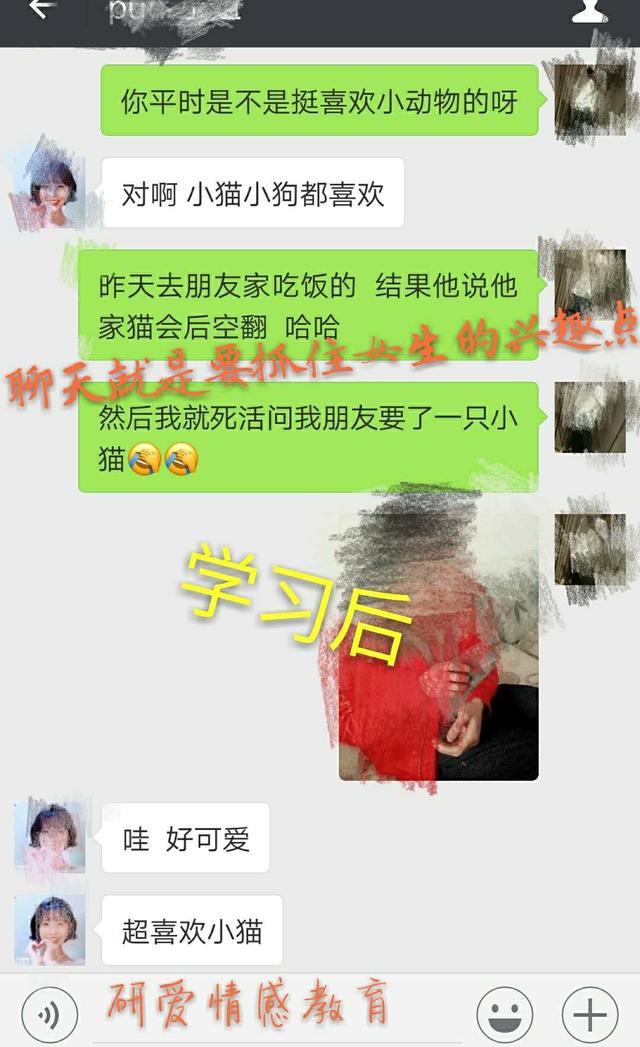 你平时是不是挺喜欢小动物的呀
对啊 小猫小狗都喜欢
昨天去朋友家吃饭的 结果他说他
家猫会后空翻 哈哈
聊天就是要抓住女生的兴趣点
然后我就死活问我朋友要了一只小
猫🤣🤣
学习后
哇 好可爱
超喜欢小猫
研爱情感教育